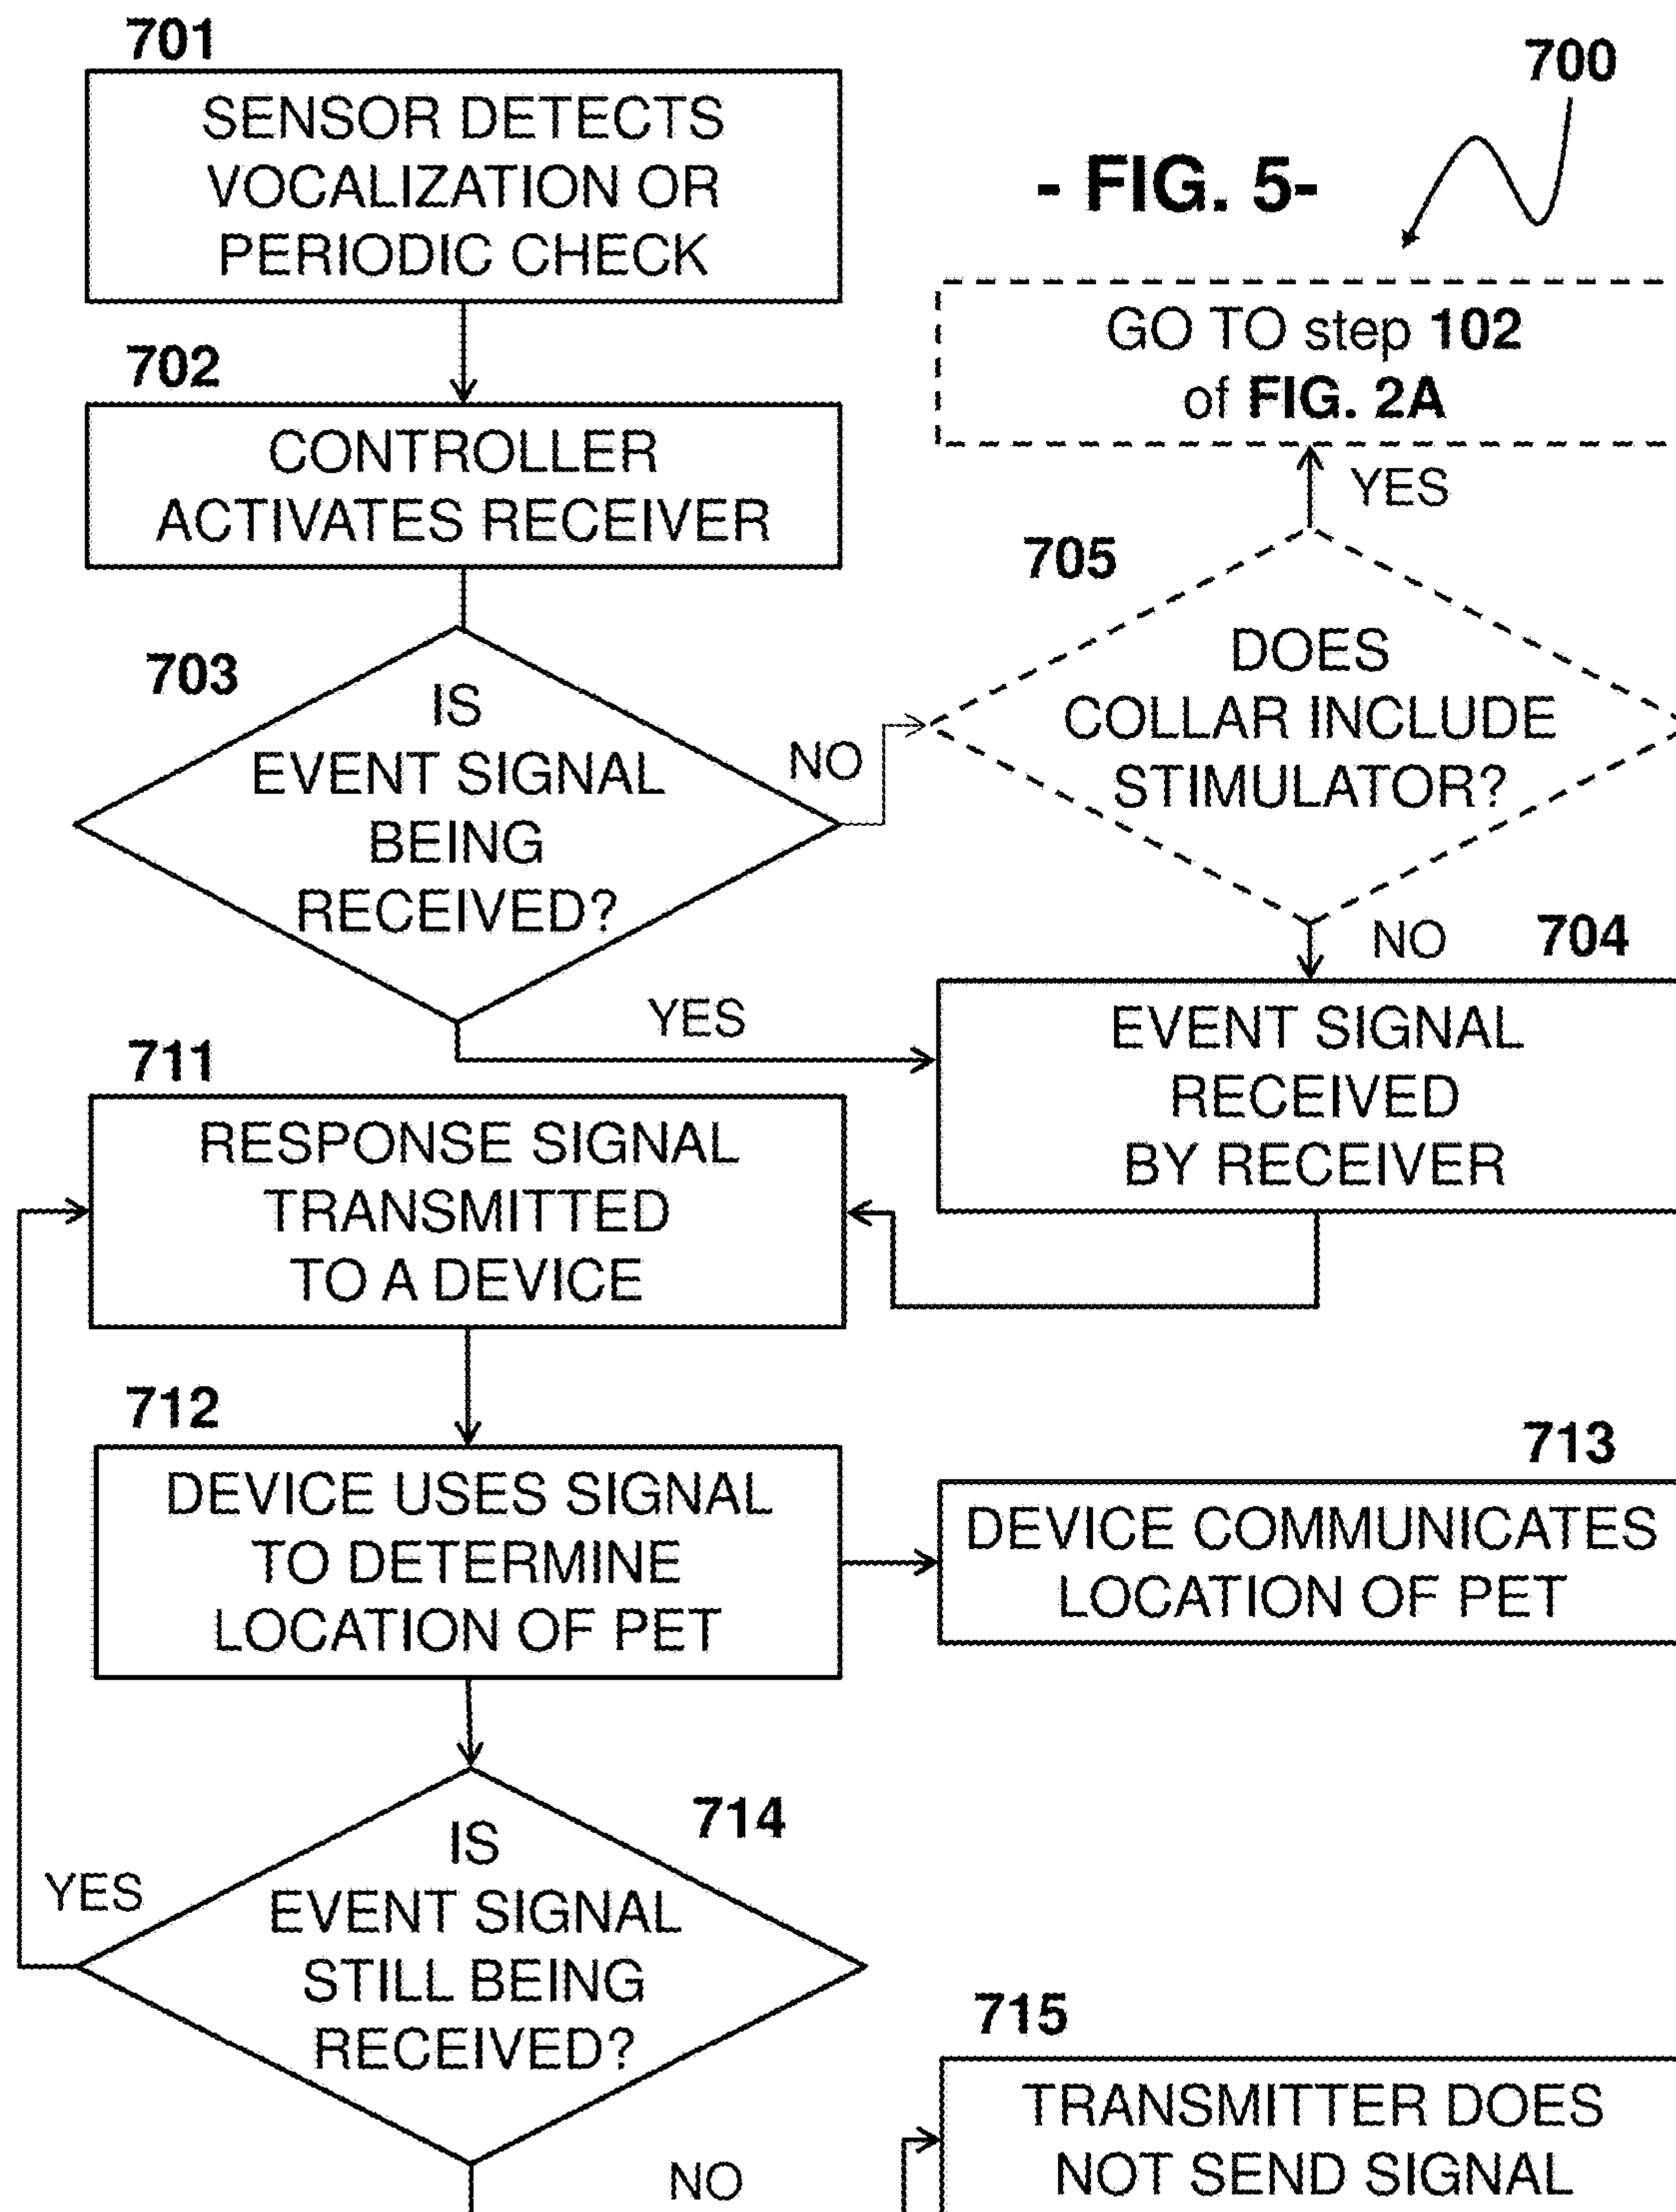 701
SENSOR DETECTS
VOCALIZATION OR
PERIODIC CHECK
700
- FIG. 5-
GO TO step 102
of FIG. 2A
702
CONTROLLER
ACTIVATES RECEIVER
YES
705
DOES
COLLAR INCLUDE
STIMULATOR?
703
IS
EVENT SIGNAL
BEING
RECEIVED?
NO
NO
704
YES
EVENT SIGNAL
RECEIVED
BY RECEIVER
711
RESPONSE SIGNAL
TRANSMITTED
TO A DEVICE
712
DEVICE USES SIGNAL
TO DETERMINE
LOCATION OF PET
713
DEVICE COMMUNICATES
LOCATION OF PET
714
IS
EVENT SIGNAL
STILL BEING
RECEIVED?
YES
NO
715
TRANSMITTER DOES
NOT SEND SIGNAL